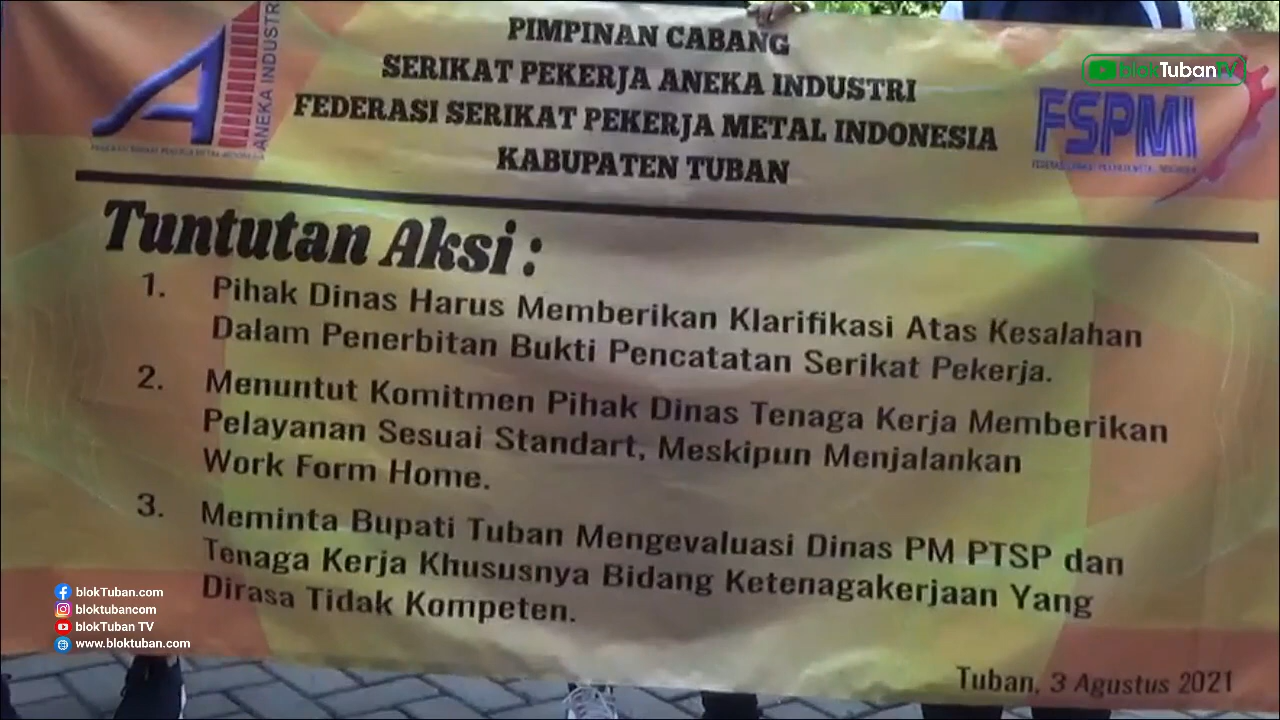 PIMPINAN CABANG
SERIKAT PEKERJA ANEKA INDUSTRI
FEDERASI SERIKAT PEKERJA METAL INDONESIA
KABUPATEN TUBAN
A
ANEKA INDUSTRI
FSPMI
blokTubanTV
Tuntutan Aksi :
1. Pihak Dinas Harus Memberikan Klarifikasi Atas Kesalahan
Dalam Penerbitan Bukti Pencatatan Serikat Pekerja.
2. Menuntut Komitmen Pihak Dinas Tenaga Kerja Memberikan
Pelayanan Sesuai Standart, Meskipun Menjalankan
Work Form Home.
3. Meminta Bupati Tuban Mengevaluasi Dinas PM PTSP dan
Tenaga Kerja Khususnya Bidang Ketenagakerjaan Yang
Dirasa Tidak Kompeten.
Tuban, 3 Agustus 2021
blokTuban.com
bloktubancom
blokTuban TV
www.bloktuban.com